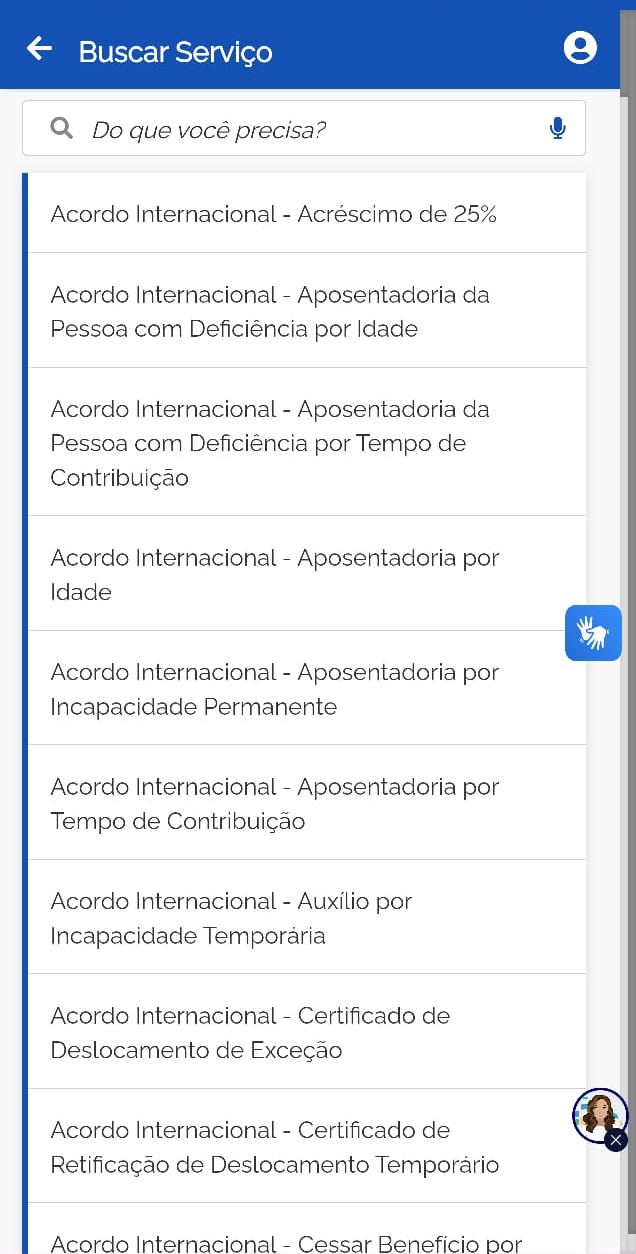 Buscar Serviço
Do que você precisa?
Acordo Internacional - Acréscimo de 25%
Acordo Internacional - Aposentadoria da
Pessoa com Deficiência por Idade
Acordo Internacional - Aposentadoria da
Pessoa com Deficiência por Tempo de
Contribuição
Acordo Internacional - Aposentadoria por
Idade
Acordo Internacional - Aposentadoria por
Incapacidade Permanente
Acordo Internacional - Aposentadoria por
Tempo de Contribuição
Acordo Internacional - Auxílio por
Incapacidade Temporária
Acordo Internacional - Certificado de
Deslocamento de Exceção
Acordo Internacional - Certificado de
Retificação de Deslocamento Temporário
Acordo Internacional - Cessar Benefício por